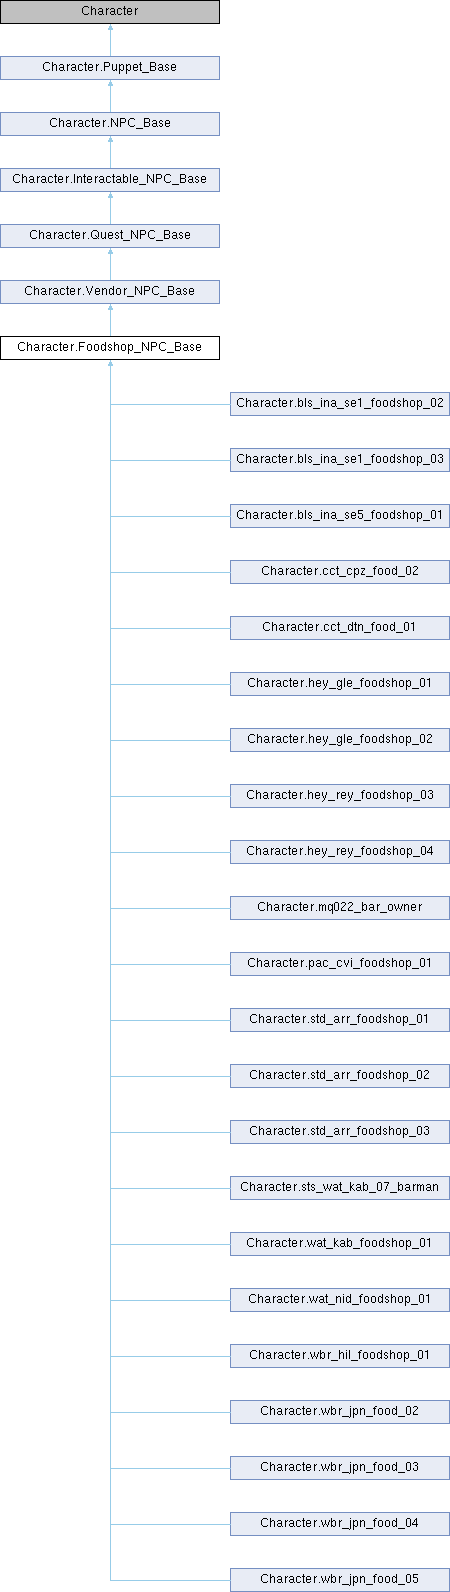 Character
Character.Puppet_Base
Character.NPC_Base
Character.Interactable_NPC_Base
Character.Quest_NPC_Base
Character.Vendor_NPC_Base
Character.Foodshop_NPC_Base
Character.bls_ina_se1_foodshop_02
Character.bls_ina_se1_foodshop_03
Character.bls_ina_se5_foodshop_01
Character.cct_cpz_food_02
Character.cct_dtn_food_01
Character.hey_gle_foodshop_01
Character.hey_gle_foodshop_02
Character.hey_rey_foodshop_03
Character.hey_rey_foodshop_04
Character.mq022_bar_owner
Character.pac_cvi_foodshop_01
Character.std_arr_foodshop_01
Character.std_arr_foodshop_02
Character.std_arr_foodshop_03
Character.sts_wat_kab_07_barman
Character.wat_kab_foodshop_01
Character.wat_nid_foodshop_01
Character.wbr_hil_foodshop_01
Character.wbr_jpn_food_02
Character.wbr_jpn_food_03
Character.wbr_jpn_food_04
Character.wbr_jpn_food_05